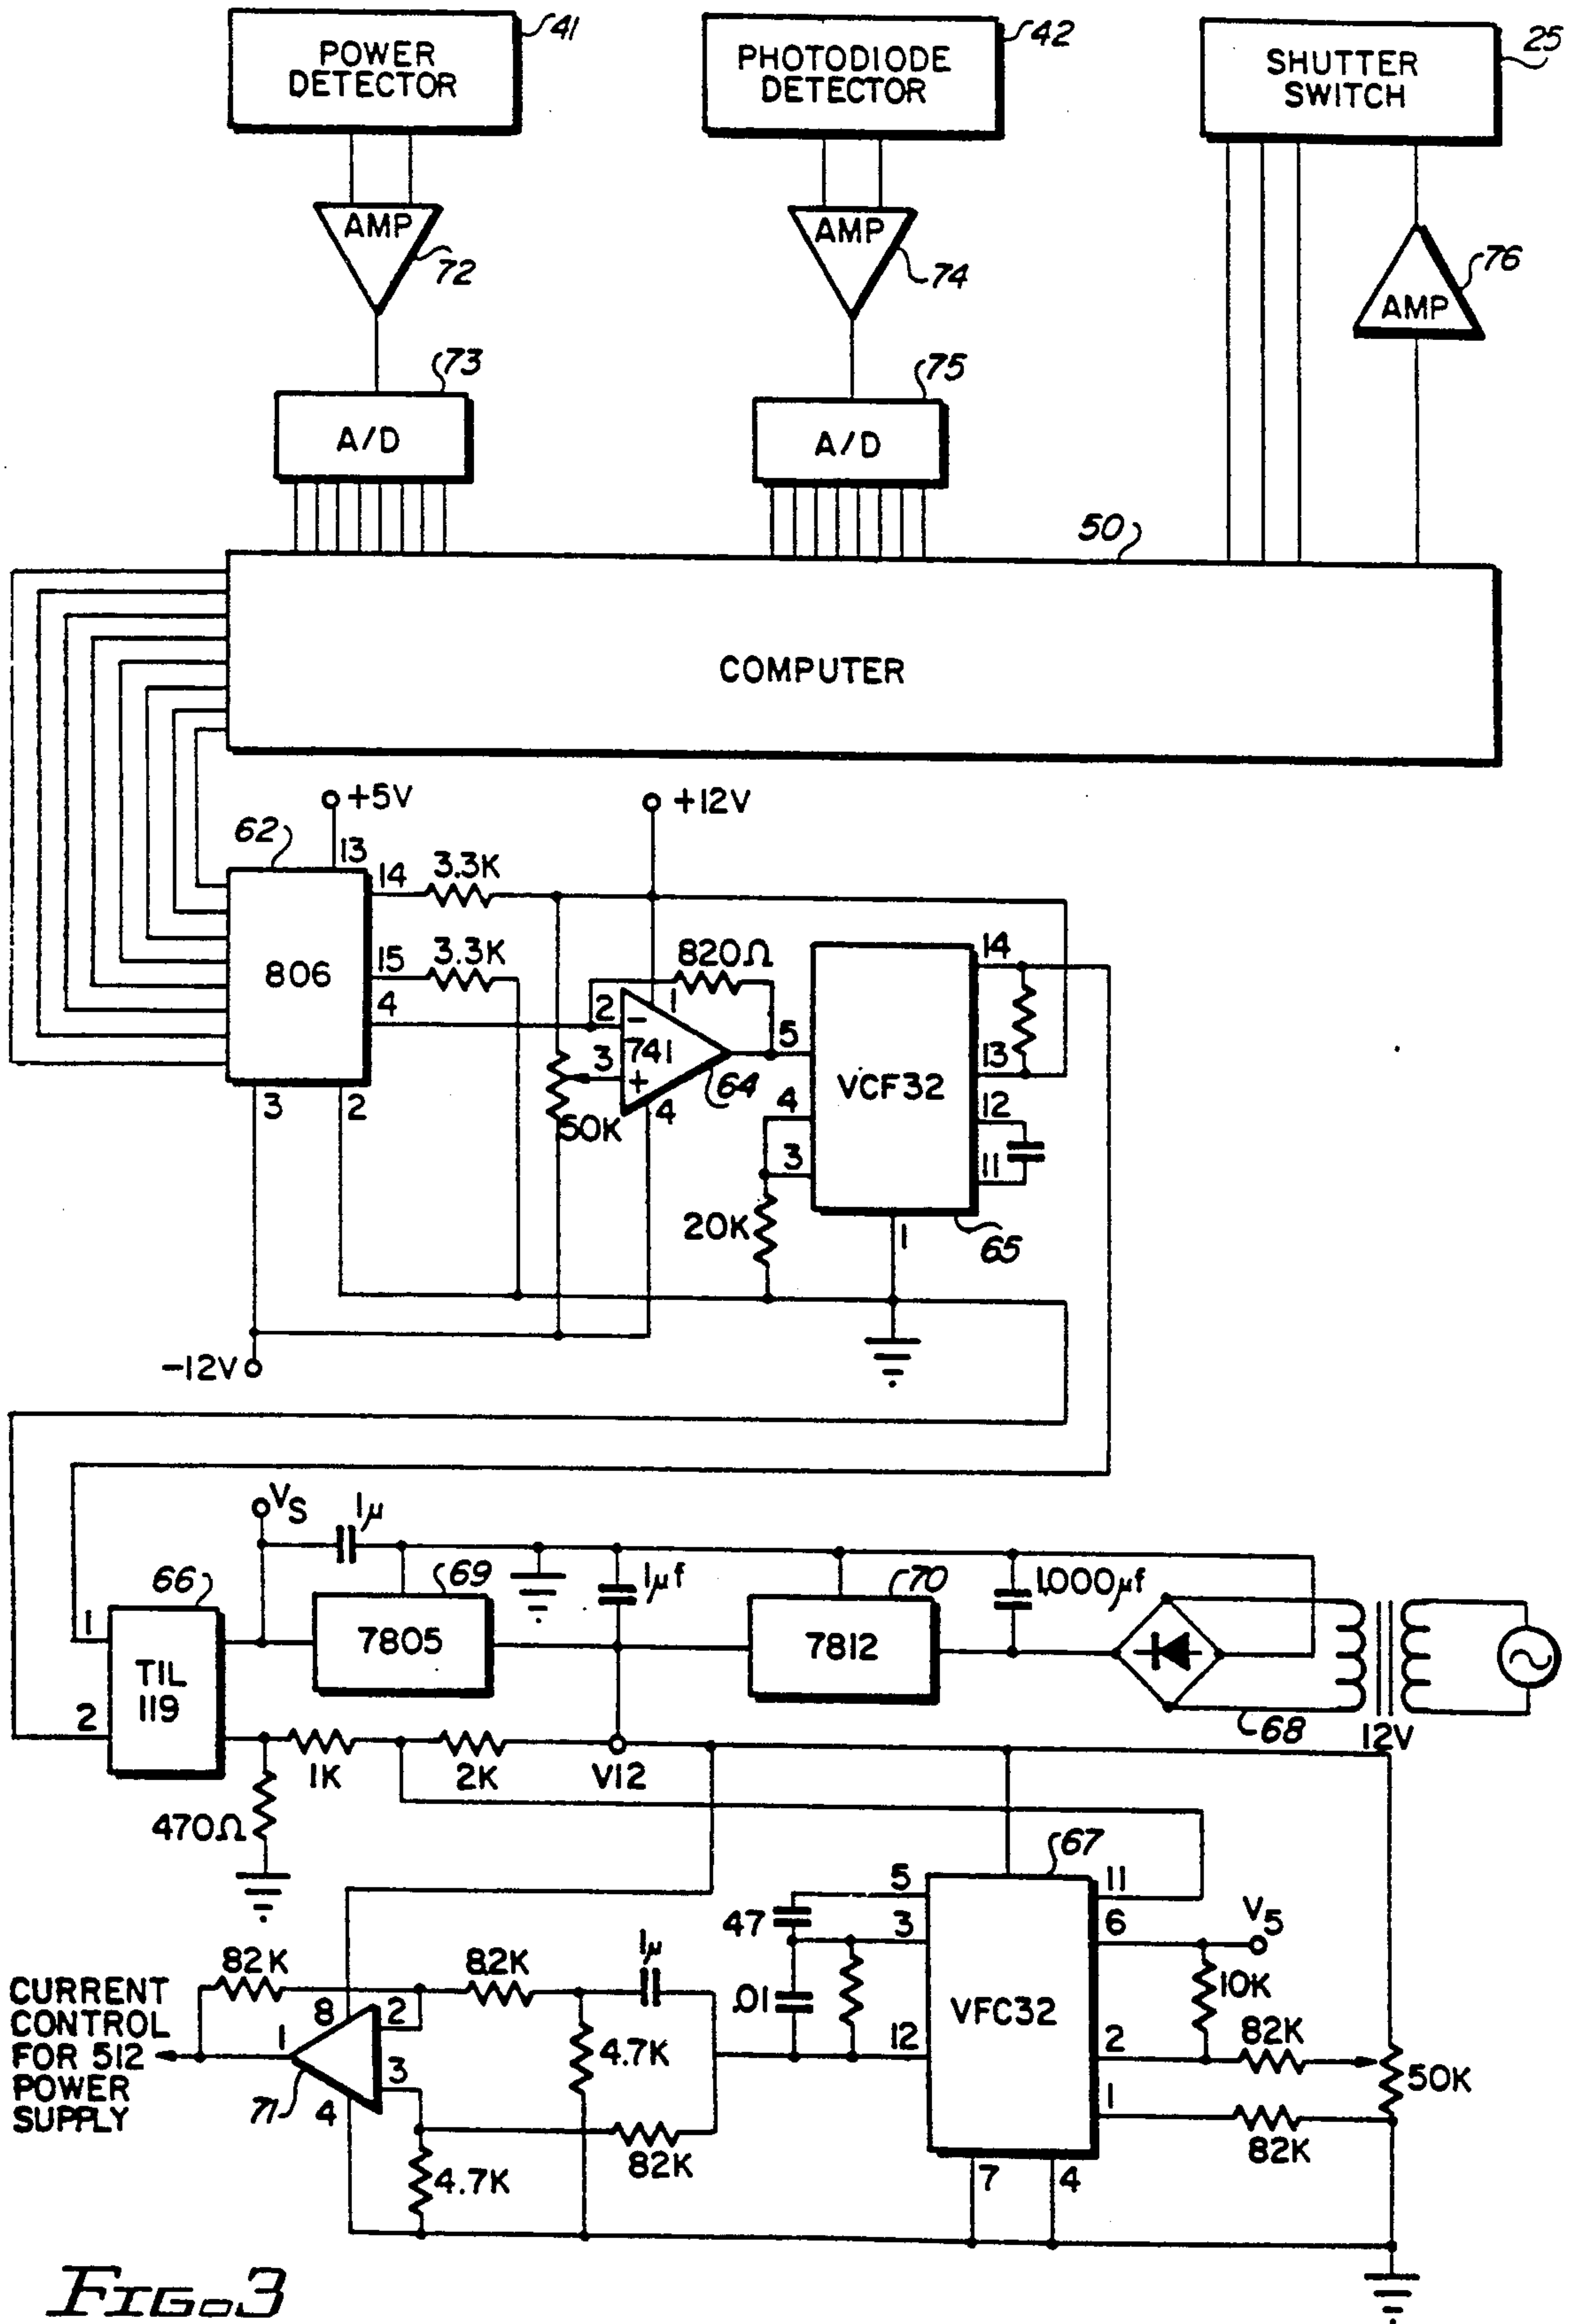 41
42
25
POWER
DETECTOR
PHOTODIODE
DETECTOR
SHUTTER
SWITCH
AMP
72
AMP
74
AMP
76
73
75
A/D
A/D
50
COMPUTER
+5V
+12V
62
13
14
3.3K
806
15
3.3K
4
820Ω
2
1
-
3
741
+
64
4
50K
5
4
3
VCF32
14
13
12
11
20K
1
65
3
2
-12V
VS
1µ
66
69
1µf
70
1,000µf
1
2
TIL
119
7805
7812
68
12V
1K
2K
V12
470Ω
67
5
11
47
3
6
V5
82K
82K
1µ
.01
VFC32
10K
CURRENT
CONTROL
FOR 512
POWER
SUPPLY
8
2
1
3
4.7K
12
2
82K
50K
71
4
1
82K
82K
4.7K
7
4
FIG. 3